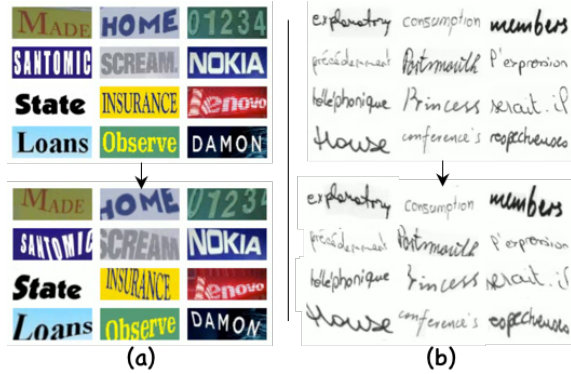 MADE HOME 01234
SANTOMIC SCREAM. NOKIA
State INSURANCE Lenovo
Loans Observe DAMON
MADE HOME 01234
SANTOMIC SCREAM NOKIA
State INSURANCE Lenovo
Loans Observe DAMON
(a)
exploratory consumption members
précédemment Portsmouth l'expression
téléphonique Princess serait-il
House conference's respectueuses
exploratory consumption members
précédemment Portsmouth l'expression
téléphonique Princess serait-il
House conference's respectueuses
(b)